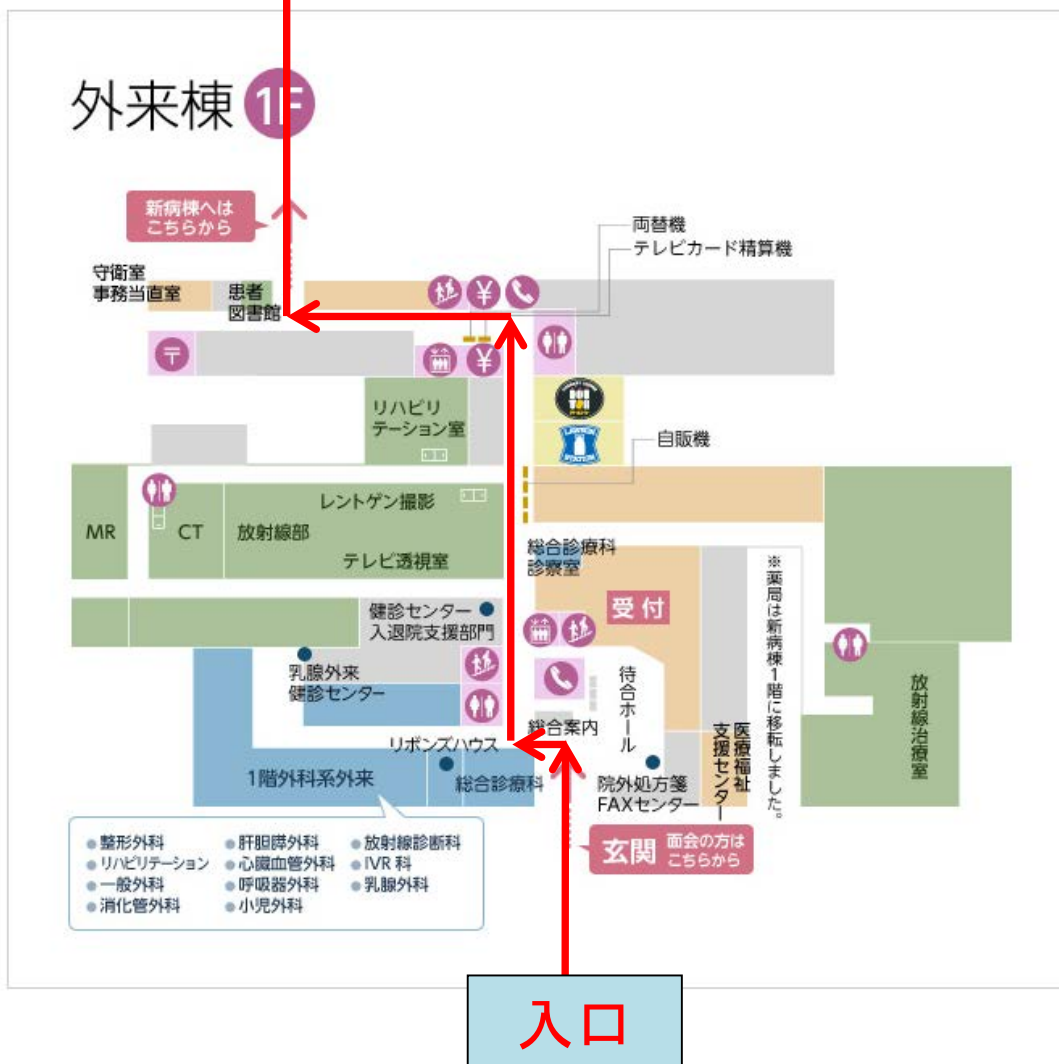 外来棟 1F
新病棟へは
こちらから
両替機
テレビカード精算機
守衛室
事務当直室
患者
図書館
¥
〒
¥
リハビリ
テーション室
LAWSON
STATION
自販機
レントゲン撮影
MR
CT
放射線部
テレビ透視室
総合診療科
診察室
受付
※薬局は新病棟1階に移転しました。
健診センター
入退院支援部門
乳腺外来
健診センター
待合ホール
放射線治療室
総合案内
リボンズハウス
医療福祉
支援センター
1階外科系外来
総合診療科
院外処方箋
FAXセンター
玄関 面会の方は
こちらから
整形外科
リハビリテーション
一般外科
消化管外科
肝胆膵外科
心臓血管外科
呼吸器外科
小児外科
放射線診断科
IVR科
乳腺外科
入口